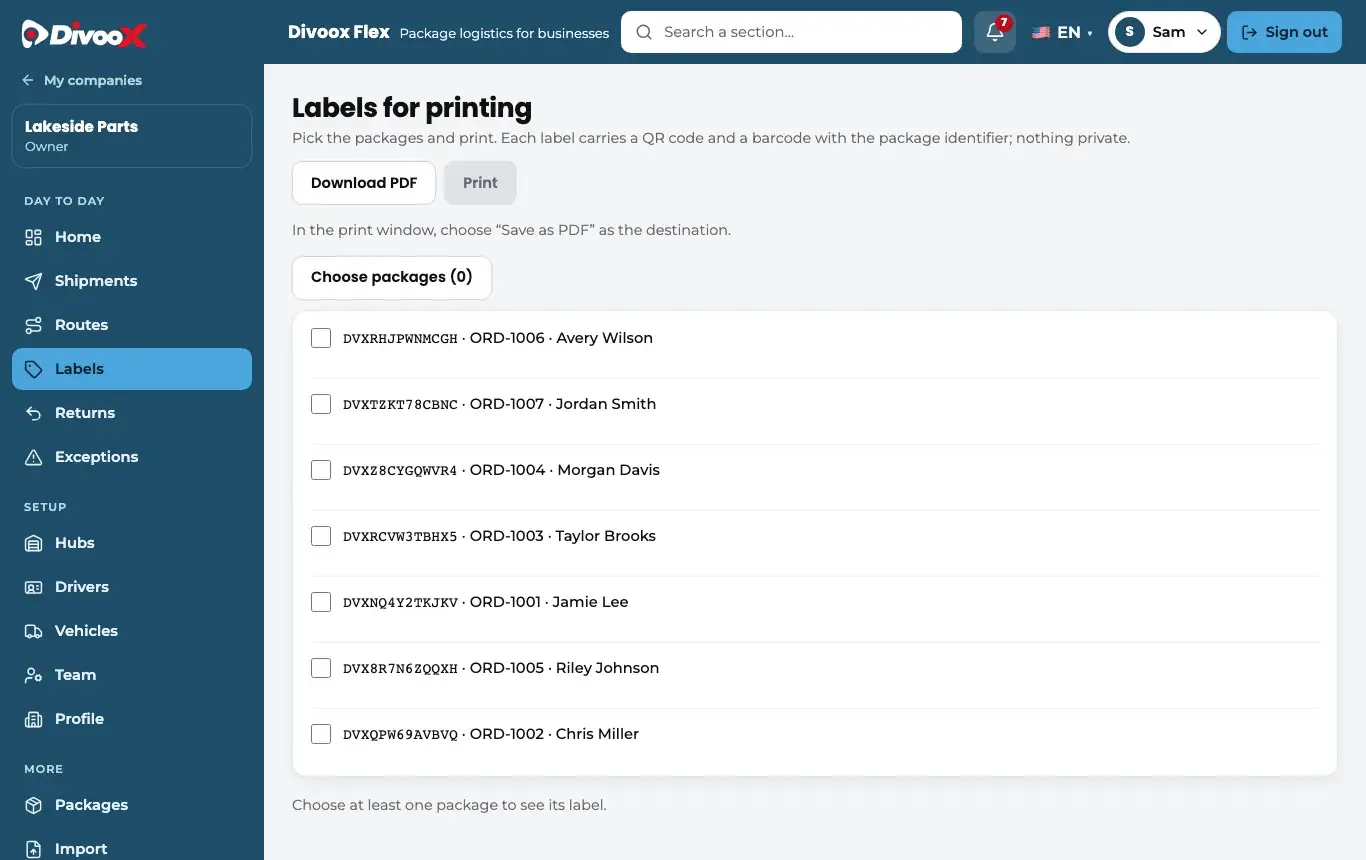 DivooX
Divoox Flex Package logistics for businesses
Search a section...
7
EN
S Sam
Sign out
My companies
Lakeside Parts
Owner
DAY TO DAY
Home
Shipments
Routes
Labels
Returns
Exceptions
SETUP
Hubs
Drivers
Vehicles
Team
Profile
MORE
Packages
Import
Labels for printing
Pick the packages and print. Each label carries a QR code and a barcode with the package identifier; nothing private.
Download PDF
Print
In the print window, choose “Save as PDF” as the destination.
Choose packages (0)
DVXRHJPWNMCGH · ORD-1006 · Avery Wilson
DVXTZKT78CBNC · ORD-1007 · Jordan Smith
DVXZ8CYGQWVR4 · ORD-1004 · Morgan Davis
DVXRCVW3TBHX5 · ORD-1003 · Taylor Brooks
DVXNQ4Y2TKJKV · ORD-1001 · Jamie Lee
DVX8R7N6ZQQXH · ORD-1005 · Riley Johnson
DVXQPW69AVBVQ · ORD-1002 · Chris Miller
Choose at least one package to see its label.